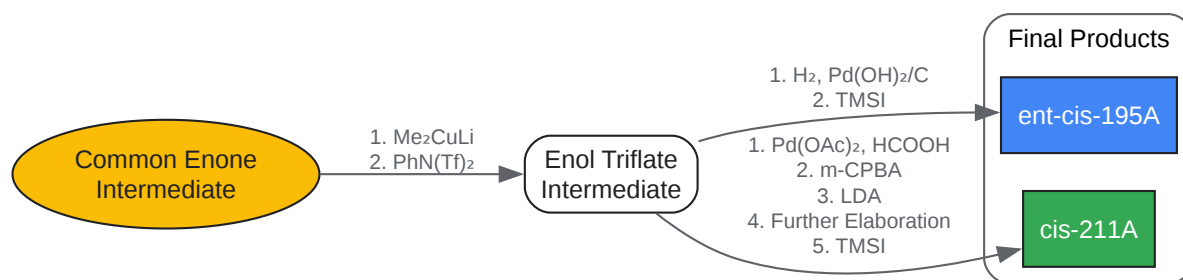 Final Products
1. H₂, Pd(OH)₂/C
2. TMSI
ent-cis-195A
1. Me₂CuLi
2. PhN(Tf)₂
Common Enone
Intermediate
Enol Triflate
Intermediate
1. Pd(OAc)₂, HCOOH
2. m-CPBA
3. LDA
4. Further Elaboration
5. TMSI
cis-211A